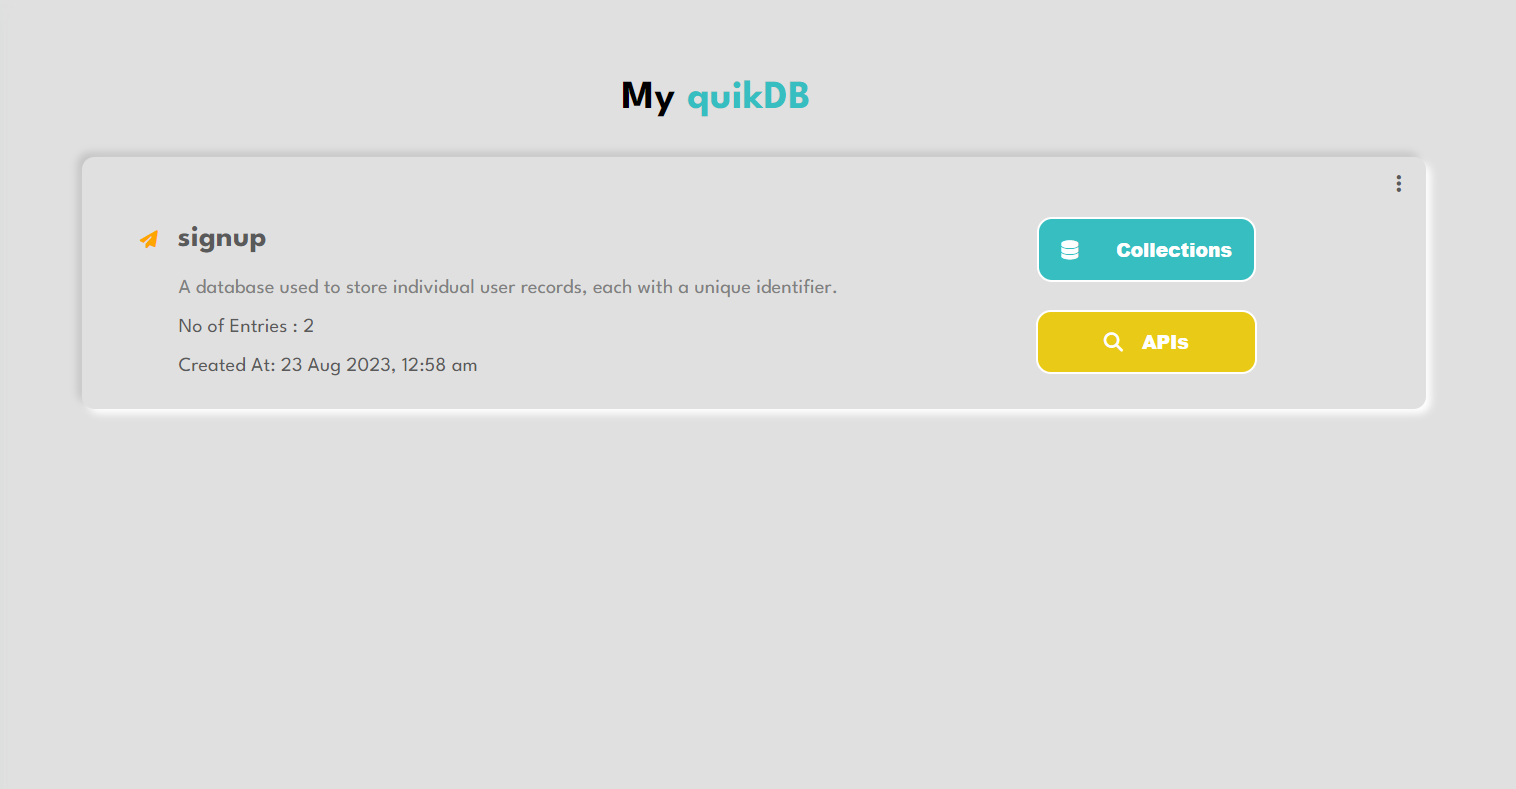 My quikDB
signup
A database used to store individual user records, each with a unique identifier.
No of Entries : 2
Created At: 23 Aug 2023, 12:58 am
Collections
APIs